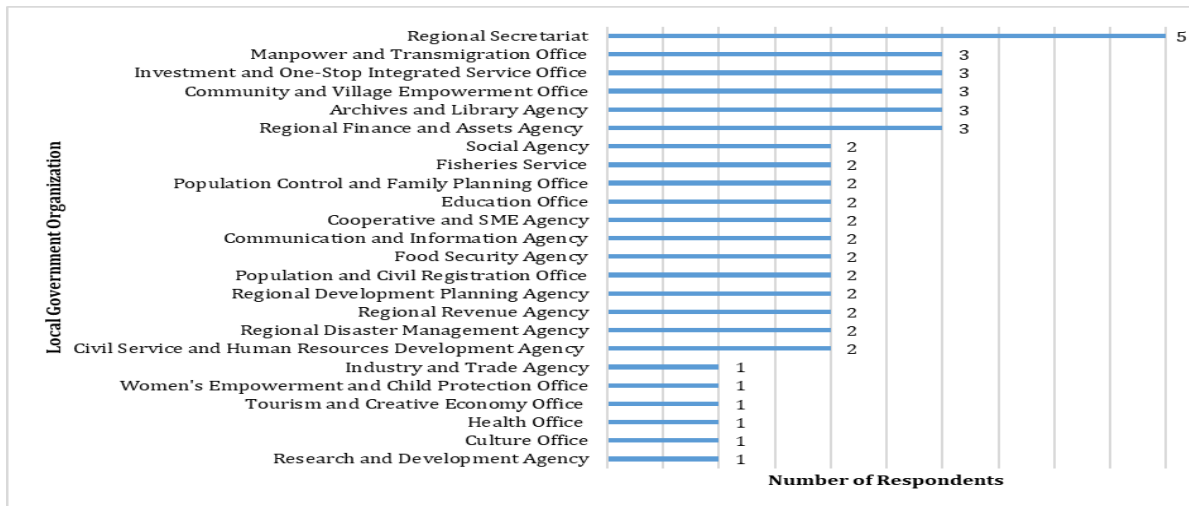 Local Government Organization
Regional Secretariat 5
Manpower and Transmigration Office 3
Investment and One-Stop Integrated Service Office 3
Community and Village Empowerment Office 3
Archives and Library Agency 3
Regional Finance and Assets Agency 3
Social Agency 2
Fisheries Service 2
Population Control and Family Planning Office 2
Education Office 2
Cooperative and SME Agency 2
Communication and Information Agency 2
Food Security Agency 2
Population and Civil Registration Office 2
Regional Development Planning Agency 2
Regional Revenue Agency 2
Regional Disaster Management Agency 2
Civil Service and Human Resources Development Agency 2
Industry and Trade Agency 1
Women's Empowerment and Child Protection Office 1
Tourism and Creative Economy Office 1
Health Office 1
Culture Office 1
Research and Development Agency 1
Number of Respondents